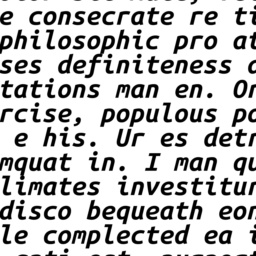 e consecrate re ti
philosophic pro at
ses definiteness
tations man en. Or
rcise, populous po
e his. Ur es detr
mquat in. I man qu
limates investitur
disco bequeath eor
le complected ea i